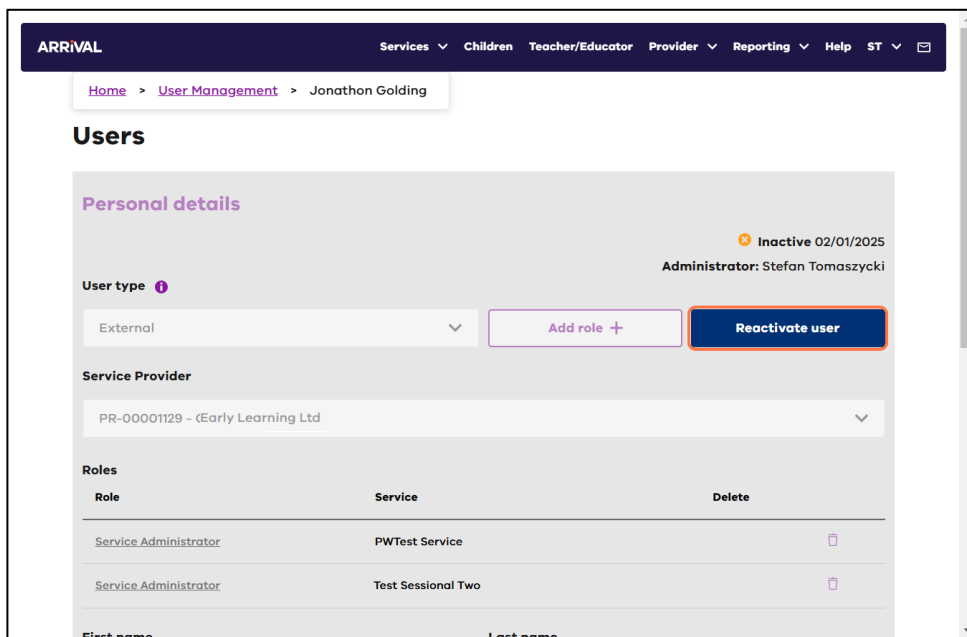 ARRIVAL Services Children Teacher/Educator Provider Reporting Help ST
Home > User Management > Jonathon Golding
Users
Personal details
Inactive 02/01/2025
Administrator: Stefan Tomaszycki
User type
External Add role + Reactivate user
Service Provider
PR-00001129 - (Early Learning Ltd
Roles
Role Service Delete
Service Administrator PWTest Service
Service Administrator Test Sessional Two
First name Last name